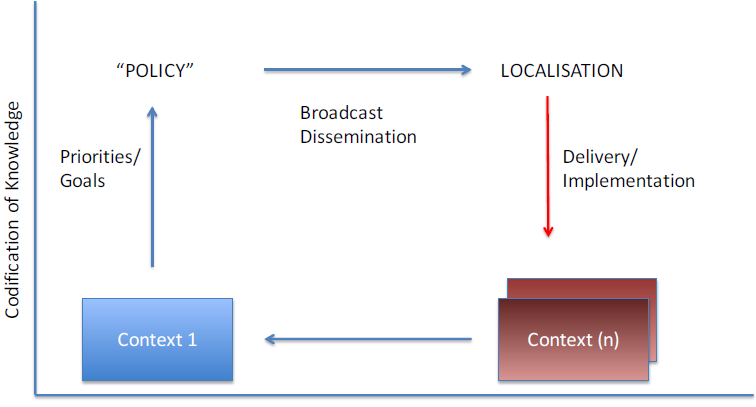 “POLICY”
LOCALISATION
Broadcast
Dissemination
Priorities/
Goals
Delivery/
Implementation
Codification of Knowledge
Context 1
Context (n)